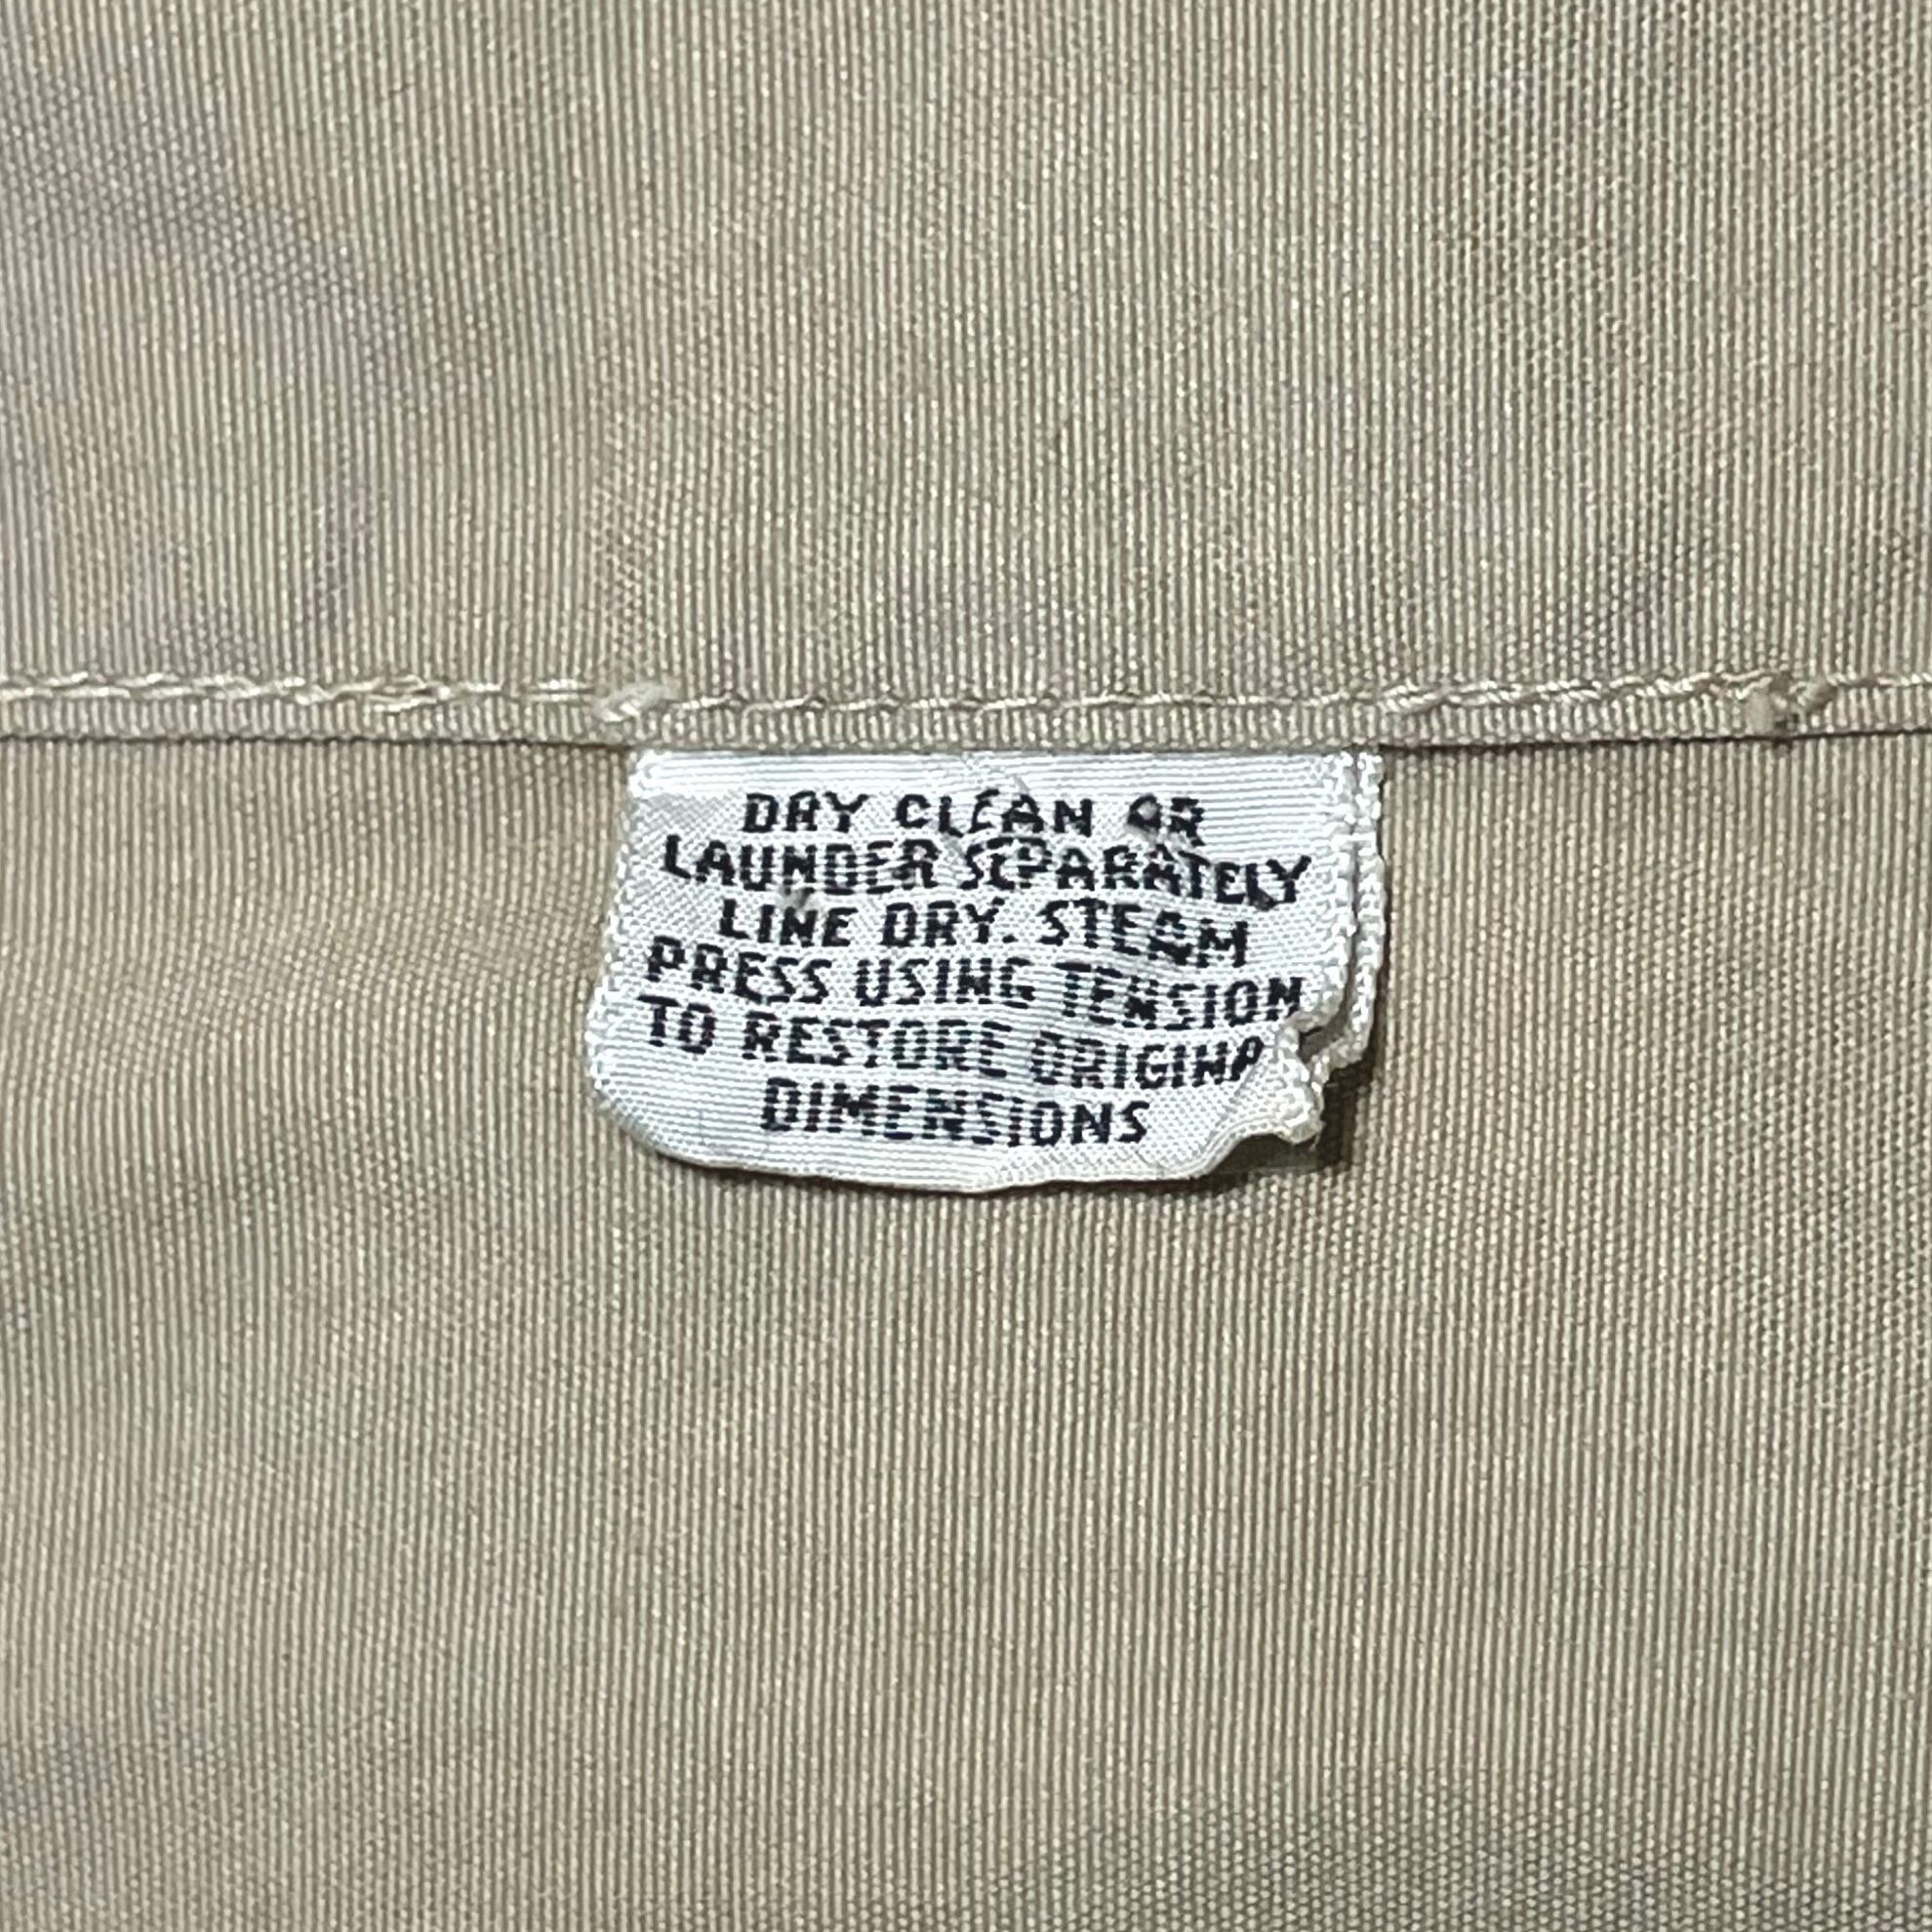 DRY CLEAN OR
LAUNDER SEPARATELY
LINE DRY. STEAM
PRESS USING TENSION
TO RESTORE ORIGINA
DIMENSIONS